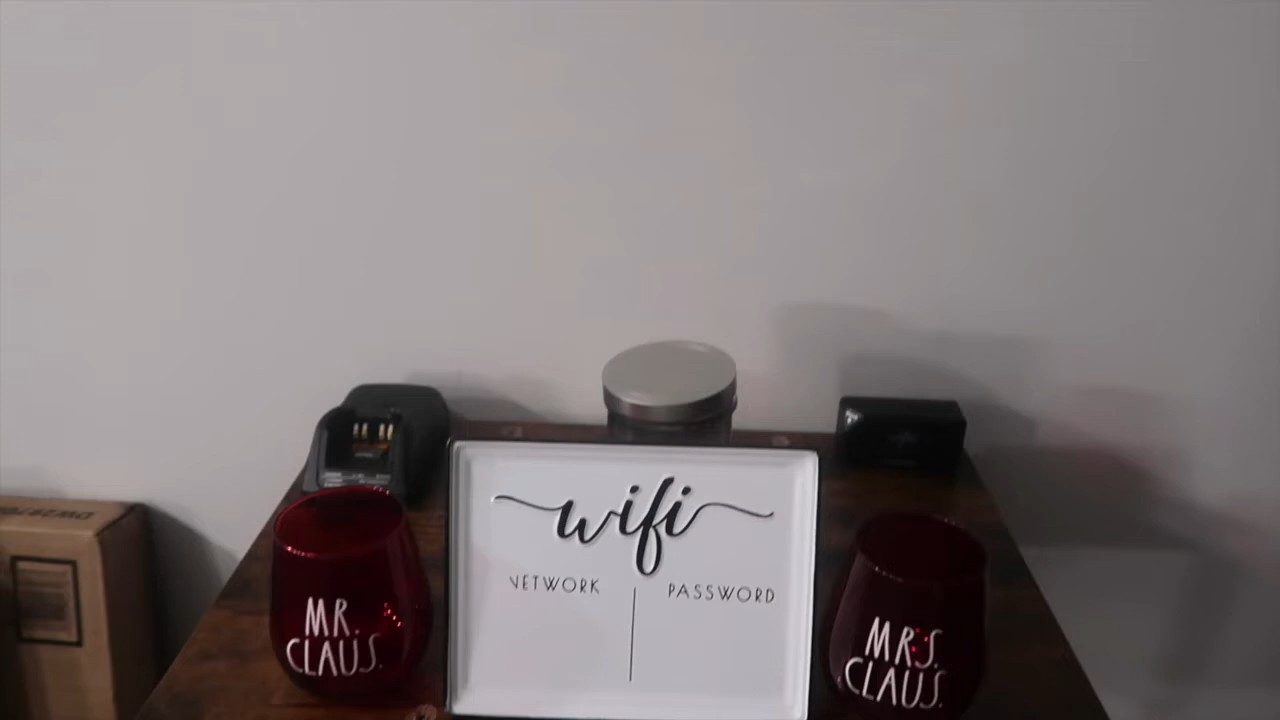 wifi
NETWORK
PASSWORD
MR.
CLAUS.
MRS.
CLAUS.